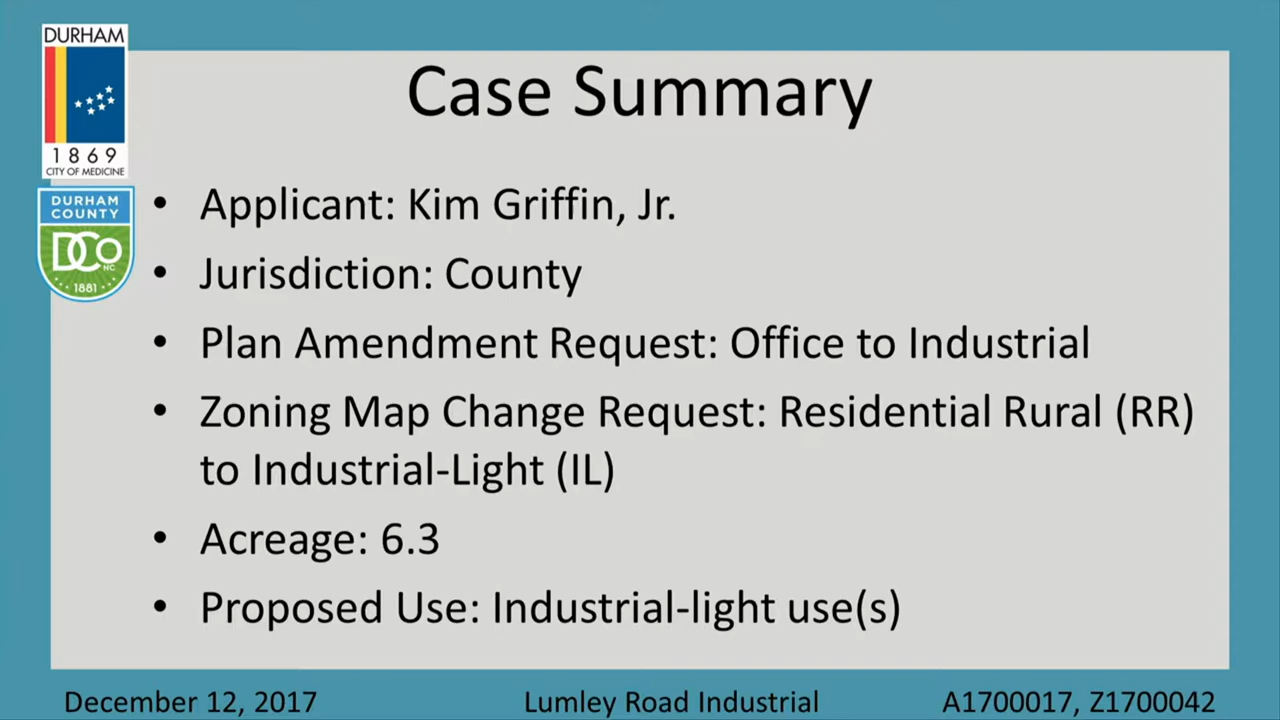 DURHAM
1869
CITY OF MEDICINE
DURHAM
COUNTY
DCo
NC
1881
Case Summary
• Applicant: Kim Griffin, Jr.
• Jurisdiction: County
• Plan Amendment Request: Office to Industrial
• Zoning Map Change Request: Residential Rural (RR)
to Industrial-Light (IL)
• Acreage: 6.3
• Proposed Use: Industrial-light use(s)
December 12, 2017
Lumley Road Industrial
A1700017, Z1700042